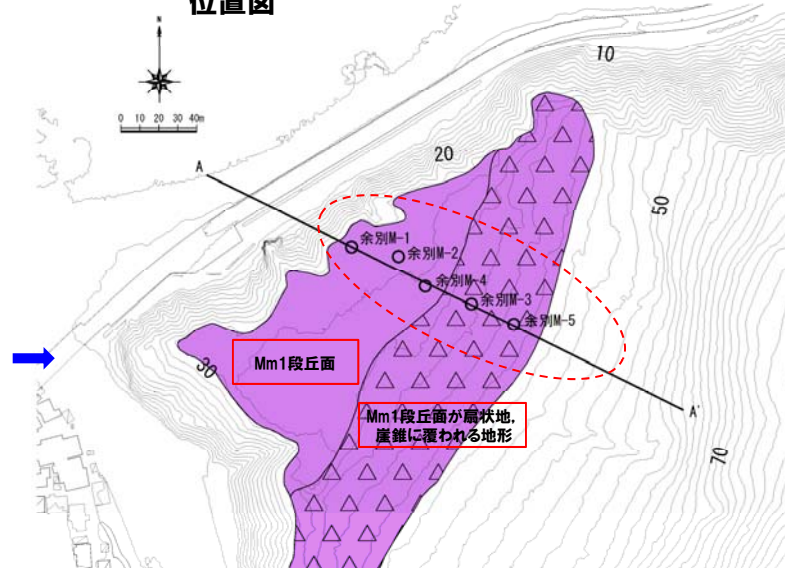 位置図
N
0 10 20 30 40m
10
20
A
50
余別M-1
余別M-2
余別M-4
余別M-3
余別M-5
Mm1段丘面
30
Mm1段丘面が扇状地,
崖錐に覆われる地形
A'
70